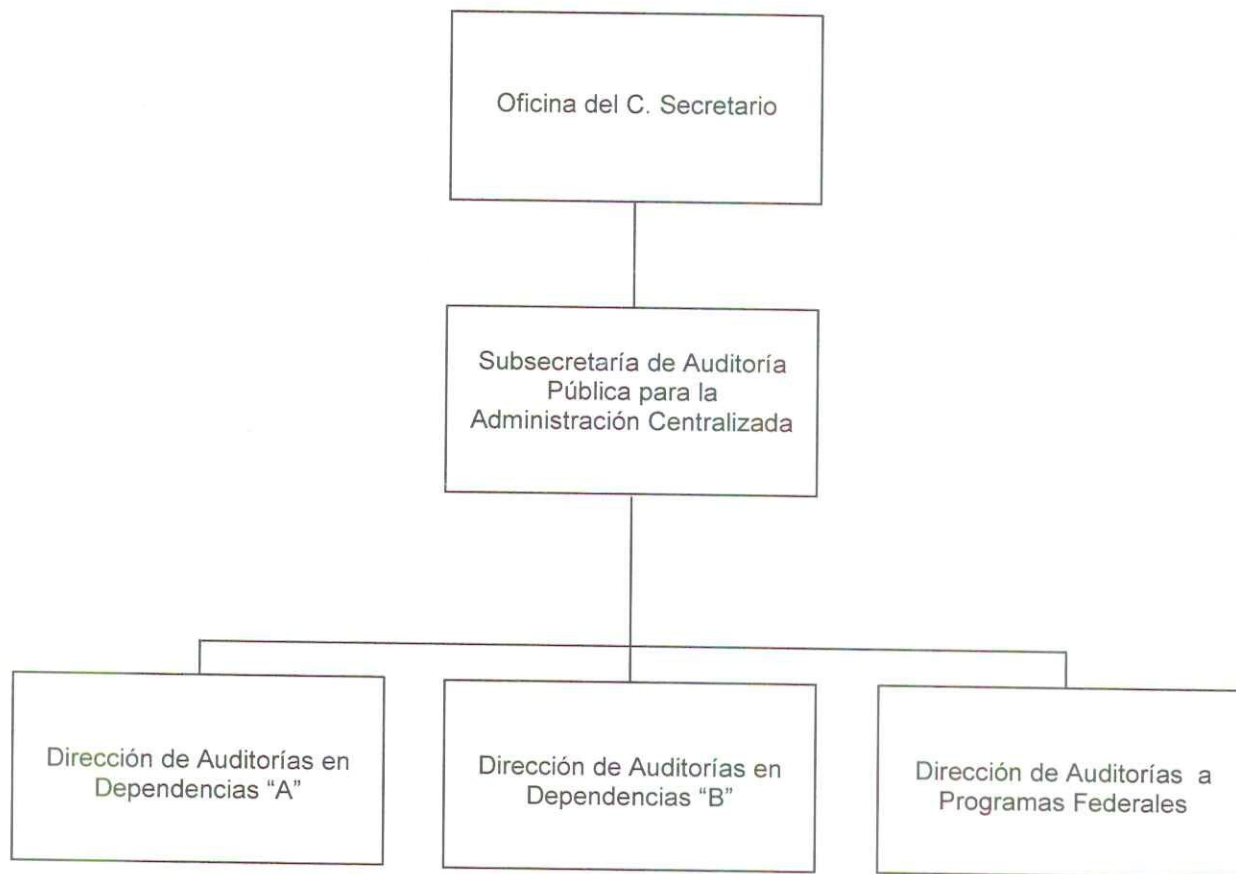 Oficina del C. Secretario
Subsecretaría de Auditoría
Pública para la
Administración Centralizada
Dirección de Auditorías en
Dependencias “A”
Dirección de Auditorías en
Dependencias “B”
Dirección de Auditorías a
Programas Federales